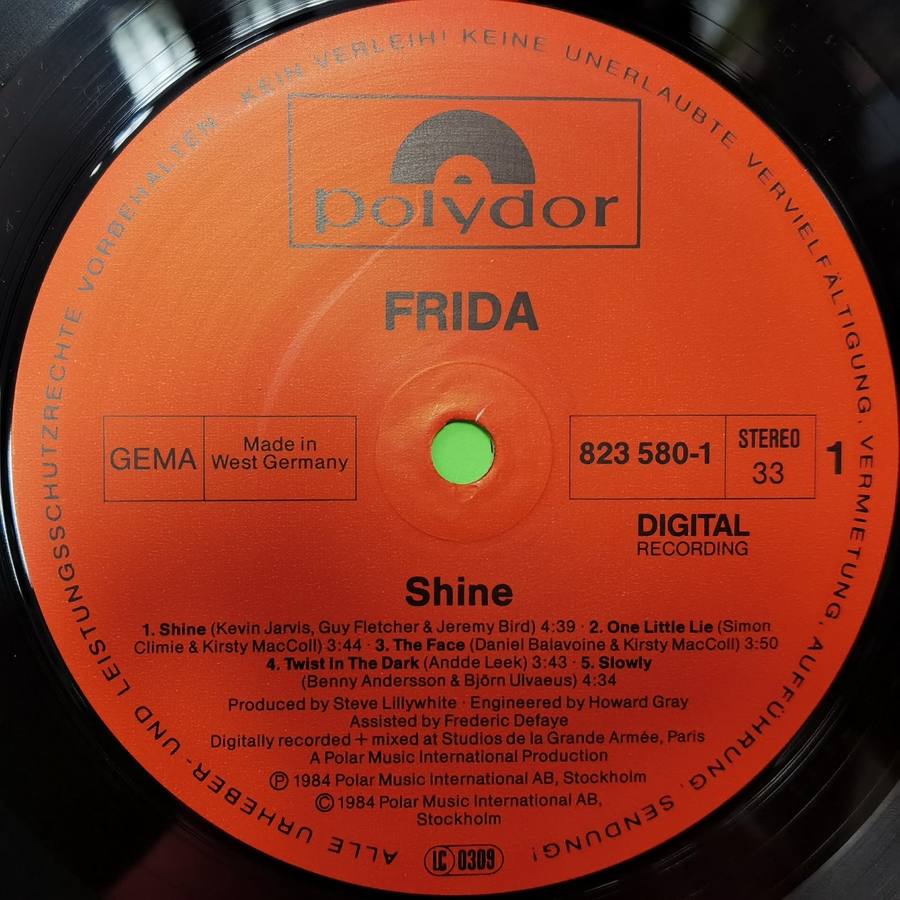 ALLE URHEBER- UND LEISTUNGSSCHUTZRECHTE VORBEHALTEN · KEIN VERLEIH! KEINE UNERLAUBTE VERVIELFÄLTIGUNG, VERMIETUNG, AUFFÜHRUNG, SENDUNG!
polydor
FRIDA
GEMA
Made in
West Germany
823 580-1
STEREO
33
1
DIGITAL
RECORDING
Shine
1. Shine (Kevin Jarvis, Guy Fletcher & Jeremy Bird) 4:39 · 2. One Little Lie (Simon
Climie & Kirsty MacColl) 3:44 · 3. The Face (Daniel Balavoine & Kirsty MacColl) 3:50
4. Twist In The Dark (Andde Leek) 3:43 · 5. Slowly
(Benny Andersson & Björn Ulvaeus) 4:34
Produced by Steve Lillywhite · Engineered by Howard Gray
Assisted by Frederic Defaye
Digitally recorded + mixed at Studios de la Grande Armée, Paris
A Polar Music International Production
Ⓟ 1984 Polar Music International AB, Stockholm
© 1984 Polar Music International AB,
Stockholm
LC 0309